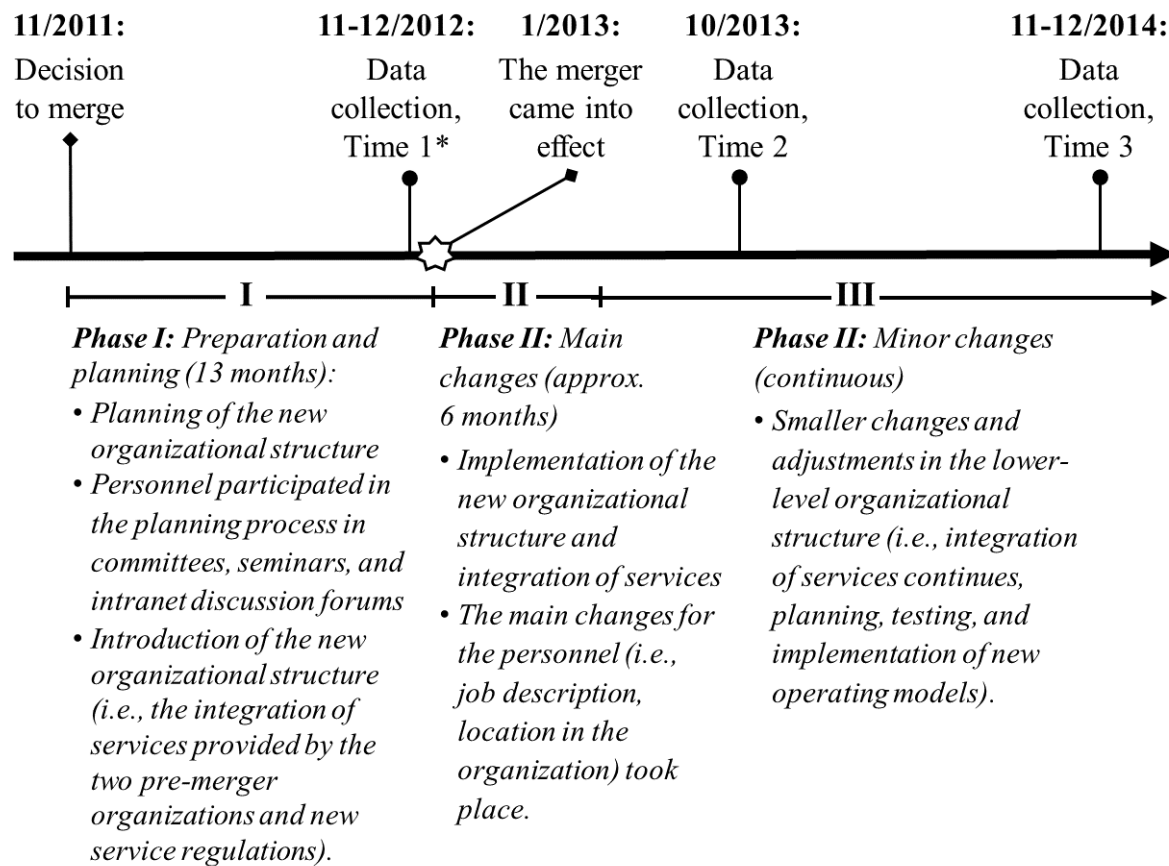 11/2011:
Decision
to merge
11-12/2012:
Data
collection,
Time 1*
1/2013:
The merger
came into
effect
10/2013:
Data
collection,
Time 2
11-12/2014:
Data
collection,
Time 3
I
II
III
Phase I: Preparation and
planning (13 months):
• Planning of the new
organizational structure
• Personnel participated in
the planning process in
committees, seminars, and
intranet discussion forums
• Introduction of the new
organizational structure
(i.e., the integration of
services provided by the
two pre-merger
organizations and new
service regulations).
Phase II: Main
changes (approx.
6 months)
• Implementation of the
new organizational
structure and
integration of services
• The main changes for
the personnel (i.e.,
job description,
location in the
organization) took
place.
Phase II: Minor changes
(continuous)
• Smaller changes and
adjustments in the lower-
level organizational
structure (i.e., integration
of services continues,
planning, testing, and
implementation of new
operating models).